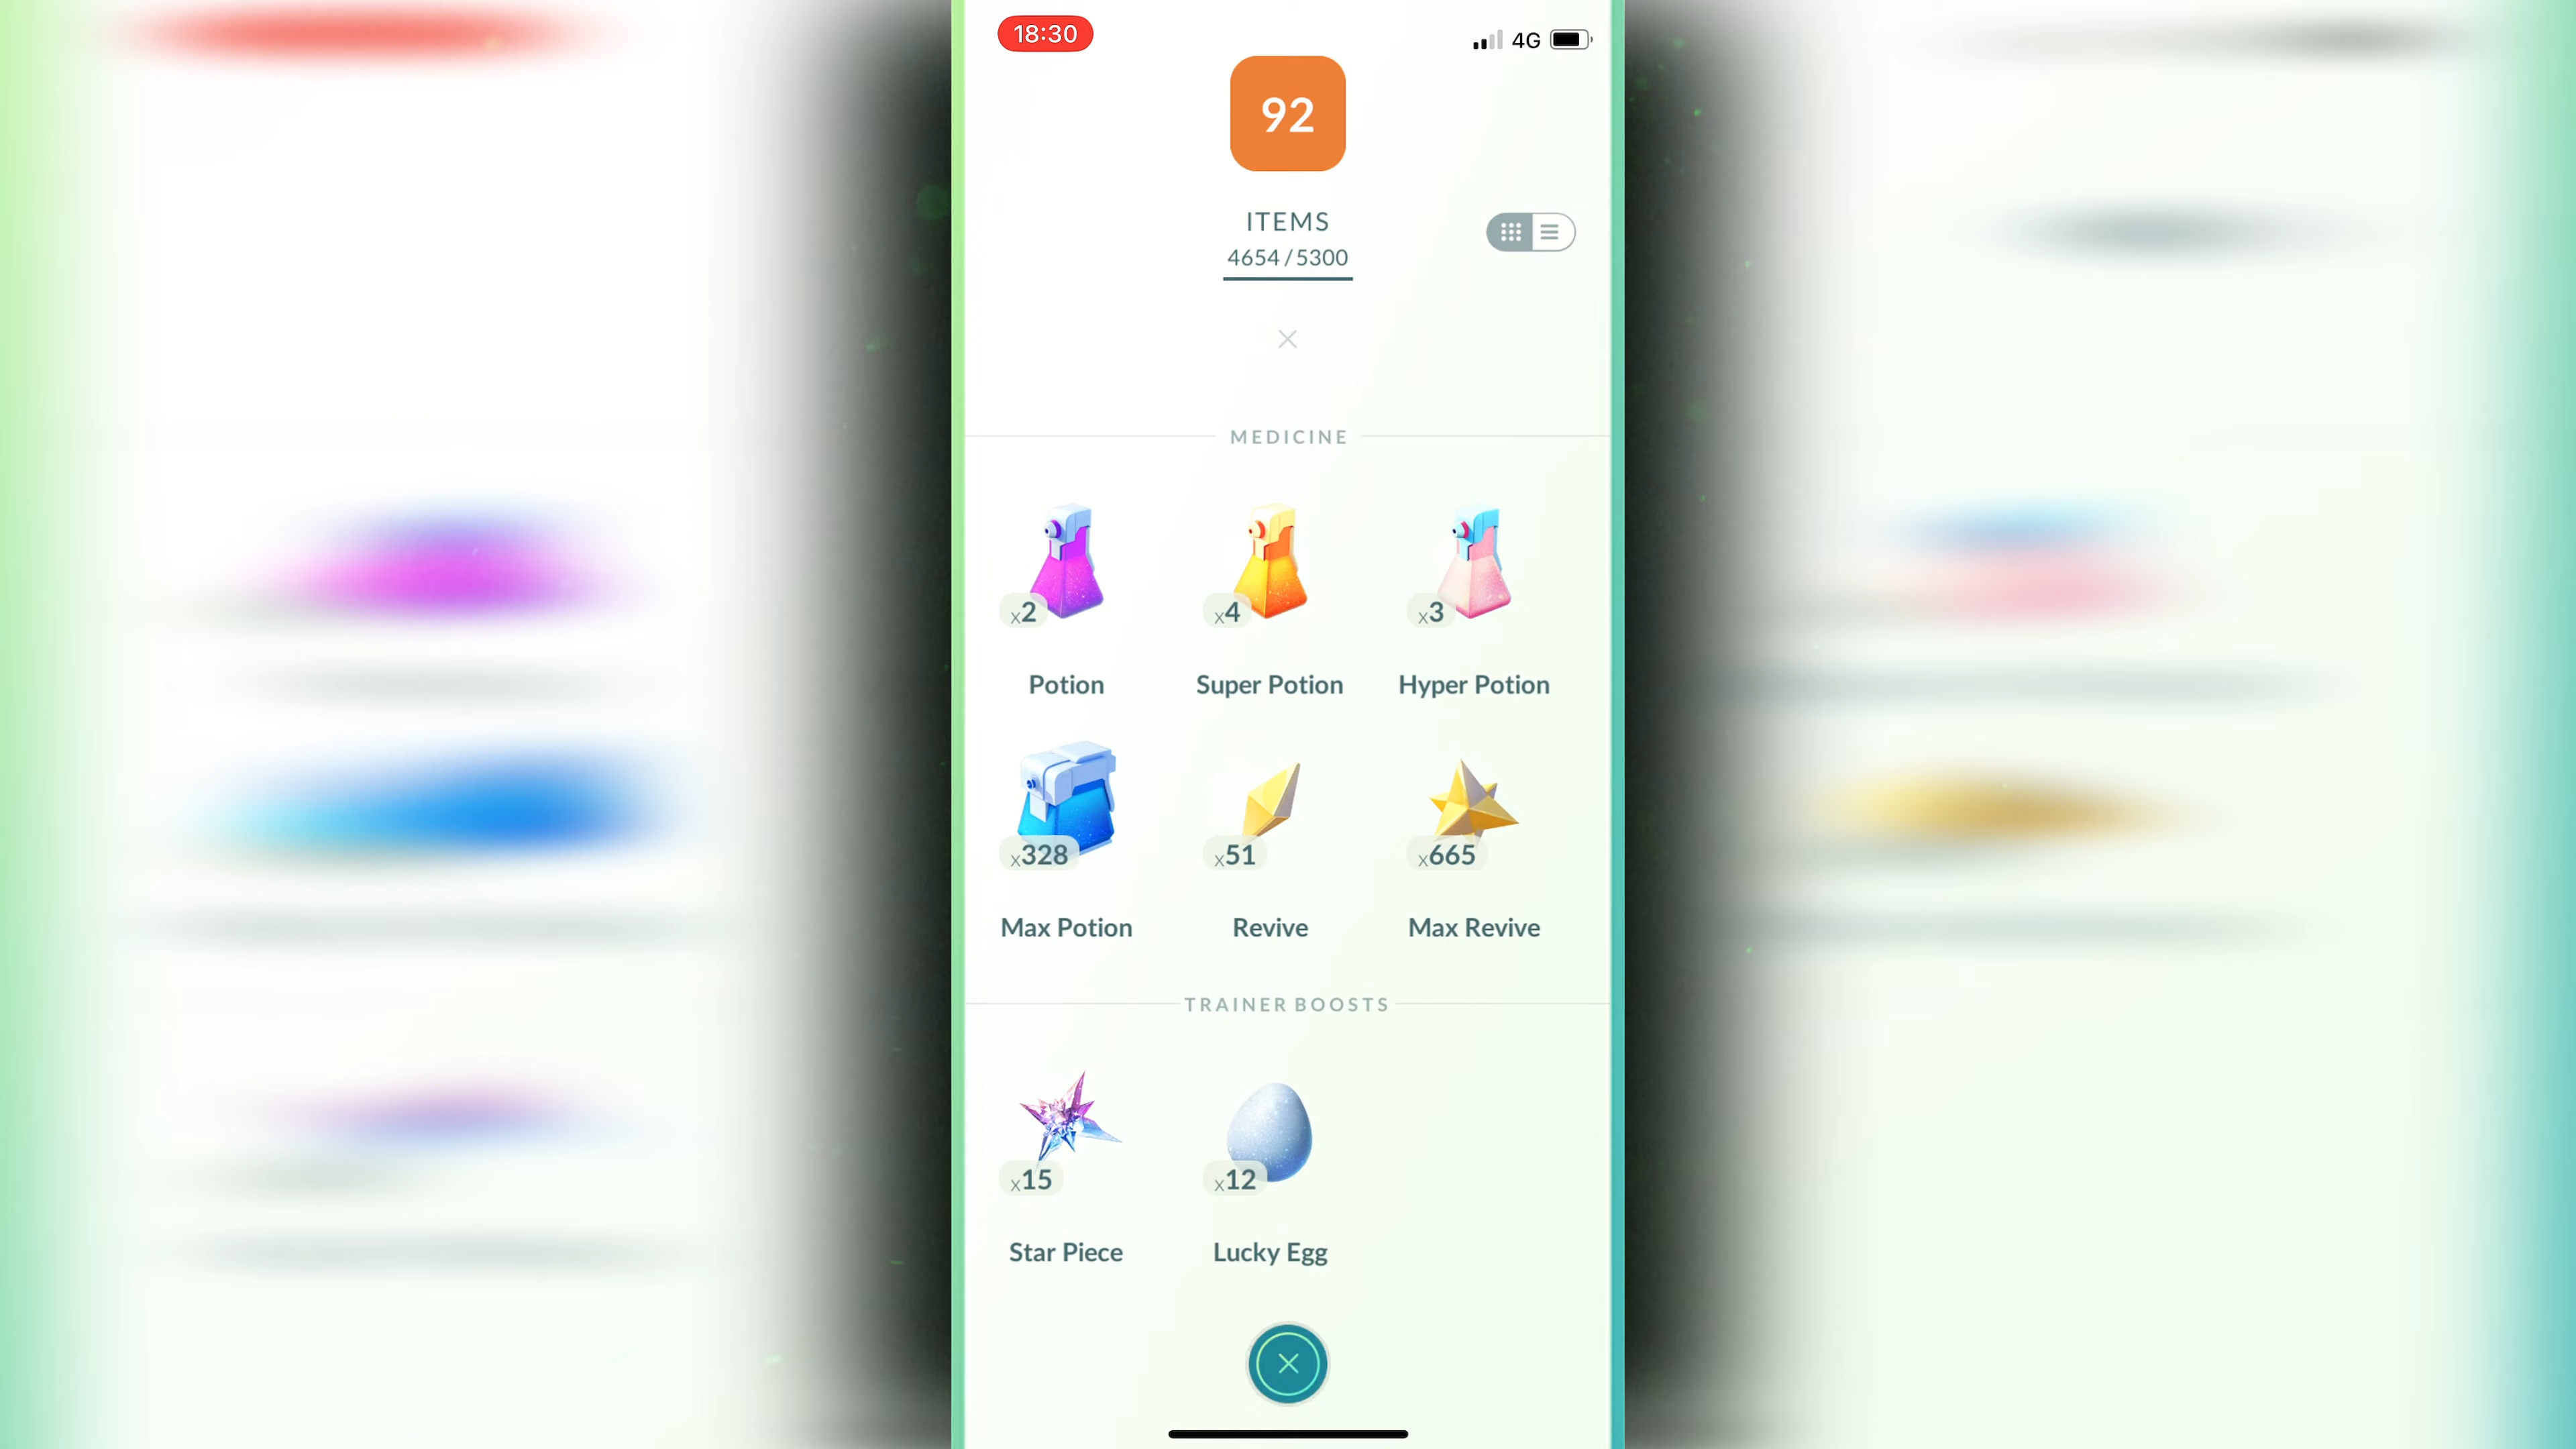 18:30
4G
92
ITEMS
4654/5300
MEDICINE
x2 x4 x3
Potion Super Potion Hyper Potion
x328 x51 x665
Max Potion Revive Max Revive
TRAINER BOOSTS
x15 x12
Star Piece Lucky Egg